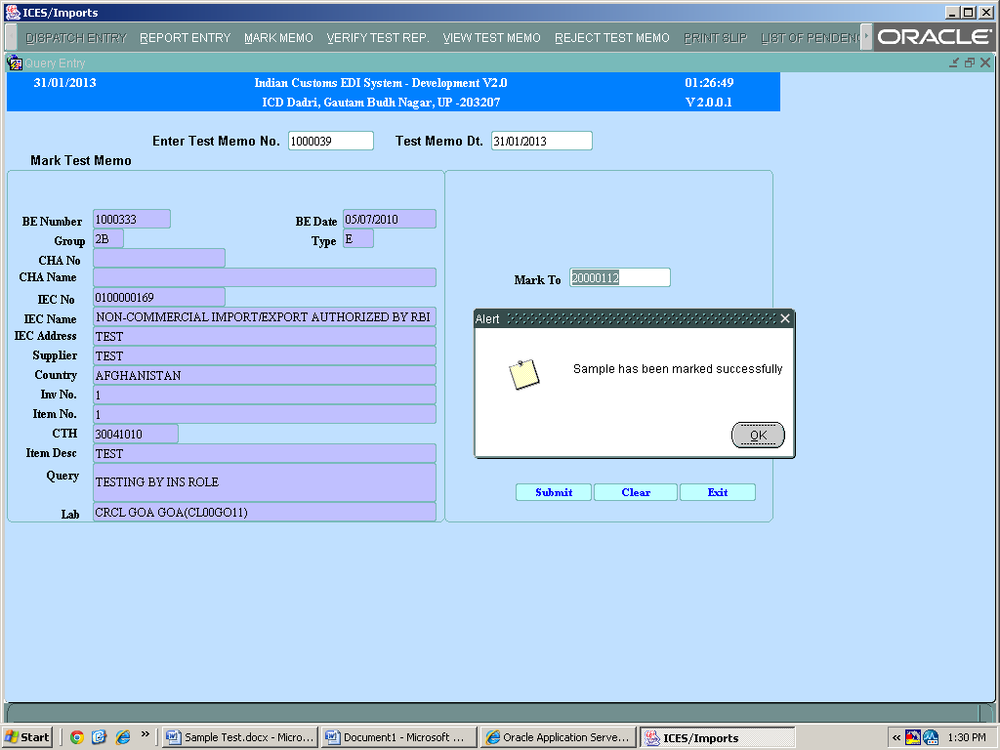 ICES/Imports
DISPATCH ENTRY REPORT ENTRY MARK MEMO VERIFY TEST REP. VIEW TEST MEMO REJECT TEST MEMO PRINT SLIP LIST OF PENDENC ORACLE
Query Entry
31/01/2013 Indian Customs EDI System - Development V2.0 01:26:49
ICD Dadri, Gautam Budh Nagar, UP -203207 V 2.0.0.1
Enter Test Memo No. 1000039 Test Memo Dt. 31/01/2013
Mark Test Memo
BE Number 1000333 BE Date 05/07/2010
Group 2B Type E
CHA No
CHA Name
Mark To 20000112
IEC No 0100000169
IEC Name NON-COMMERCIAL IMPORT/EXPORT AUTHORIZED BY RBI
IEC Address TEST
Supplier TEST
Country AFGHANISTAN
Inv No. 1
Item No. 1
CTH 30041010
Item Desc TEST
Query TESTING BY INS ROLE
Lab CRCL GOA GOA(CL00GO11)
Alert
Sample has been marked successfully
OK
Submit Clear Exit
Start » Sample Test.docx - Micro... Document1 - Microsoft ... Oracle Application Serve... ICES/Imports « 1:30 PM